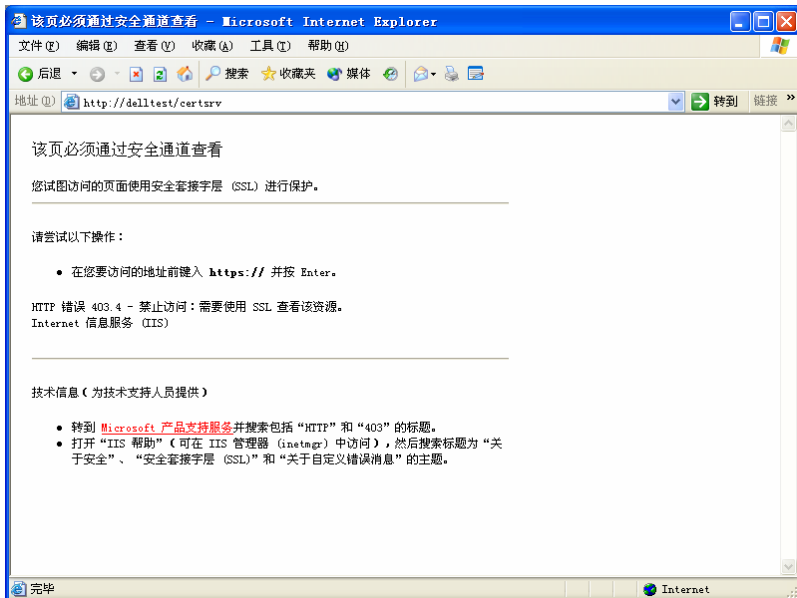 该页必须通过安全通道查看 - Microsoft Internet Explorer
文件(F) 编辑(E) 查看(V) 收藏(A) 工具(T) 帮助(H)
后退 搜索 收藏夹 媒体
地址(D) http://delltest/certsrv 转到 链接 »
该页必须通过安全通道查看
您试图访问的页面使用安全套接字层 (SSL) 进行保护。
请尝试以下操作：
• 在您要访问的地址前键入 https:// 并按 Enter。
HTTP 错误 403.4 - 禁止访问：需要使用 SSL 查看该资源。
Internet 信息服务 (IIS)
技术信息（为技术支持人员提供）
• 转到 Microsoft 产品支持服务并搜索包括“HTTP”和“403”的标题。
• 打开“IIS 帮助”（可在 IIS 管理器 (inetmgr) 中访问），然后搜索标题为“关
于安全”、“安全套接字层 (SSL)”和“关于自定义错误消息”的主题。
完毕 Internet